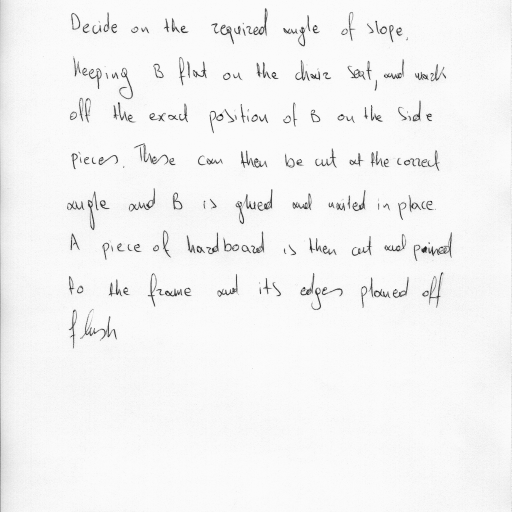 Decide on the required angle of slope.
Keeping B flat on the chair seat, and mark
off the exact position of B on the side
pieces. These can then be cut at the correct
angle and B is glued and nailed in place
A piece of hardboard is then cut and pinned
to the frame and its edges planed off
flush